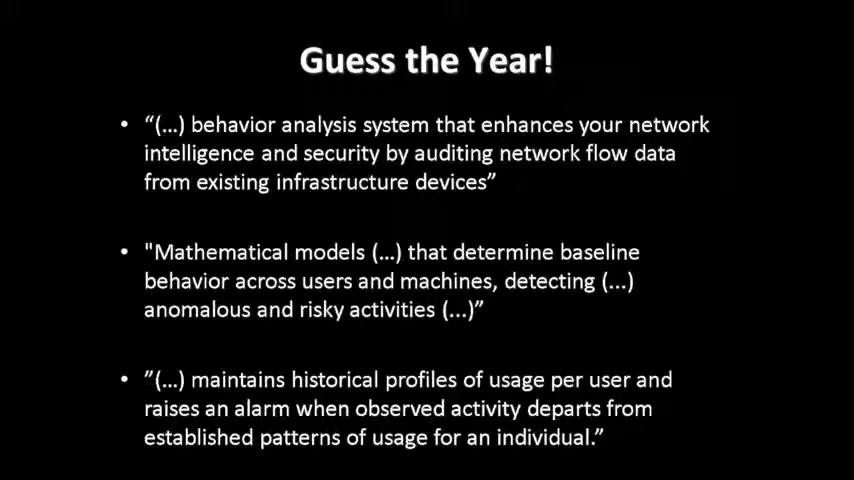 Guess the Year!
• “(…) behavior analysis system that enhances your network
intelligence and security by auditing network flow data
from existing infrastructure devices”
• "Mathematical models (…) that determine baseline
behavior across users and machines, detecting (...)
anomalous and risky activities (...)”
• ”(…) maintains historical profiles of usage per user and
raises an alarm when observed activity departs from
established patterns of usage for an individual.”